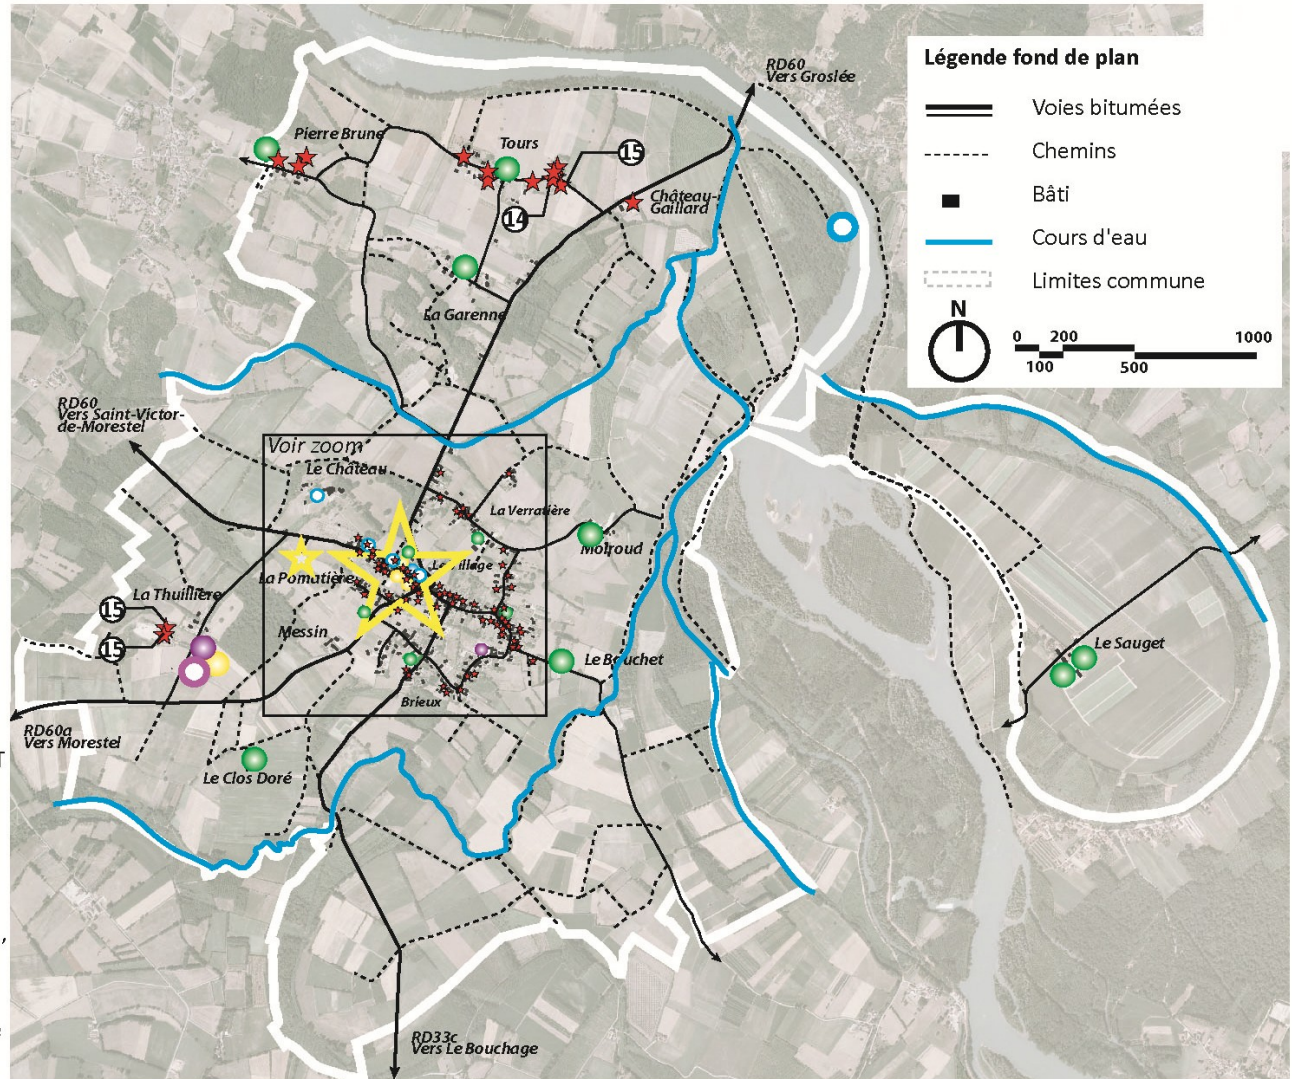 Légende fond de plan
Voies bitumées
Chemins
Bâti
Cours d'eau
Limites commune
N
0 200 1000
100 500
RD60
Vers Groslée
Pierre Brune
Tours
15
Château-
Gaillard
14
La Garenne
RD60
Vers Saint-Victor-
de-Morestel
Voir zoom
Le Château
La Verratière
Molroud
La Pomatière
La Thuillière
15
15
Messin
Le Bouchet
Le Sauget
Brieux
RD60a
Vers Morestel
T
Le Clos Doré
,
RD33c
Vers Le Bouchage